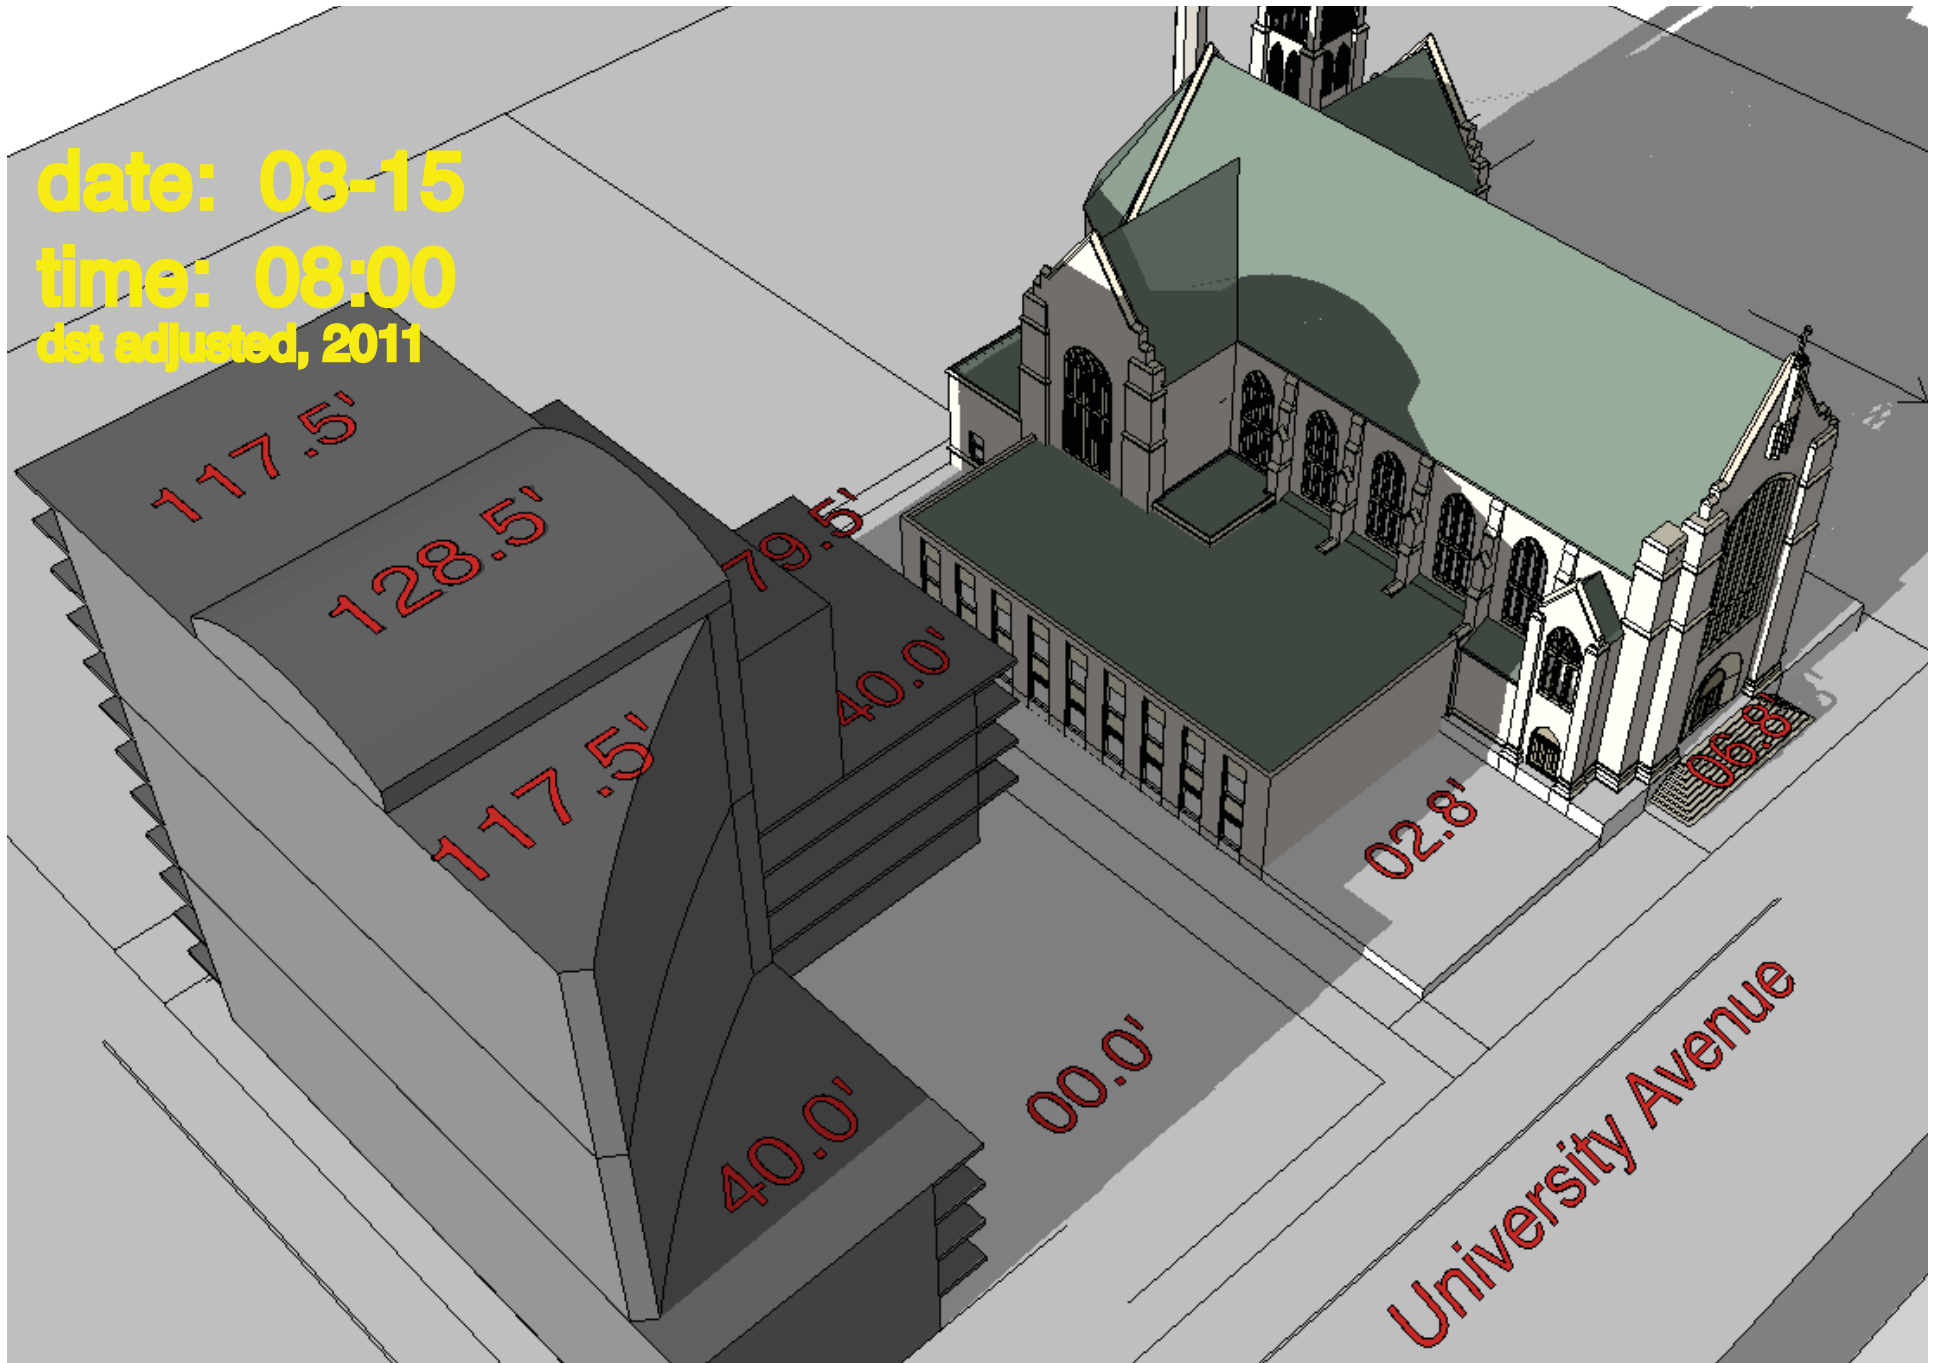 date: 08-15
time: 08:00
dst adjusted, 2011
117.5'
128.5'
79.5'
40.0'
117.5'
06.8'
02.8'
00.0'
40.0'
University Avenue